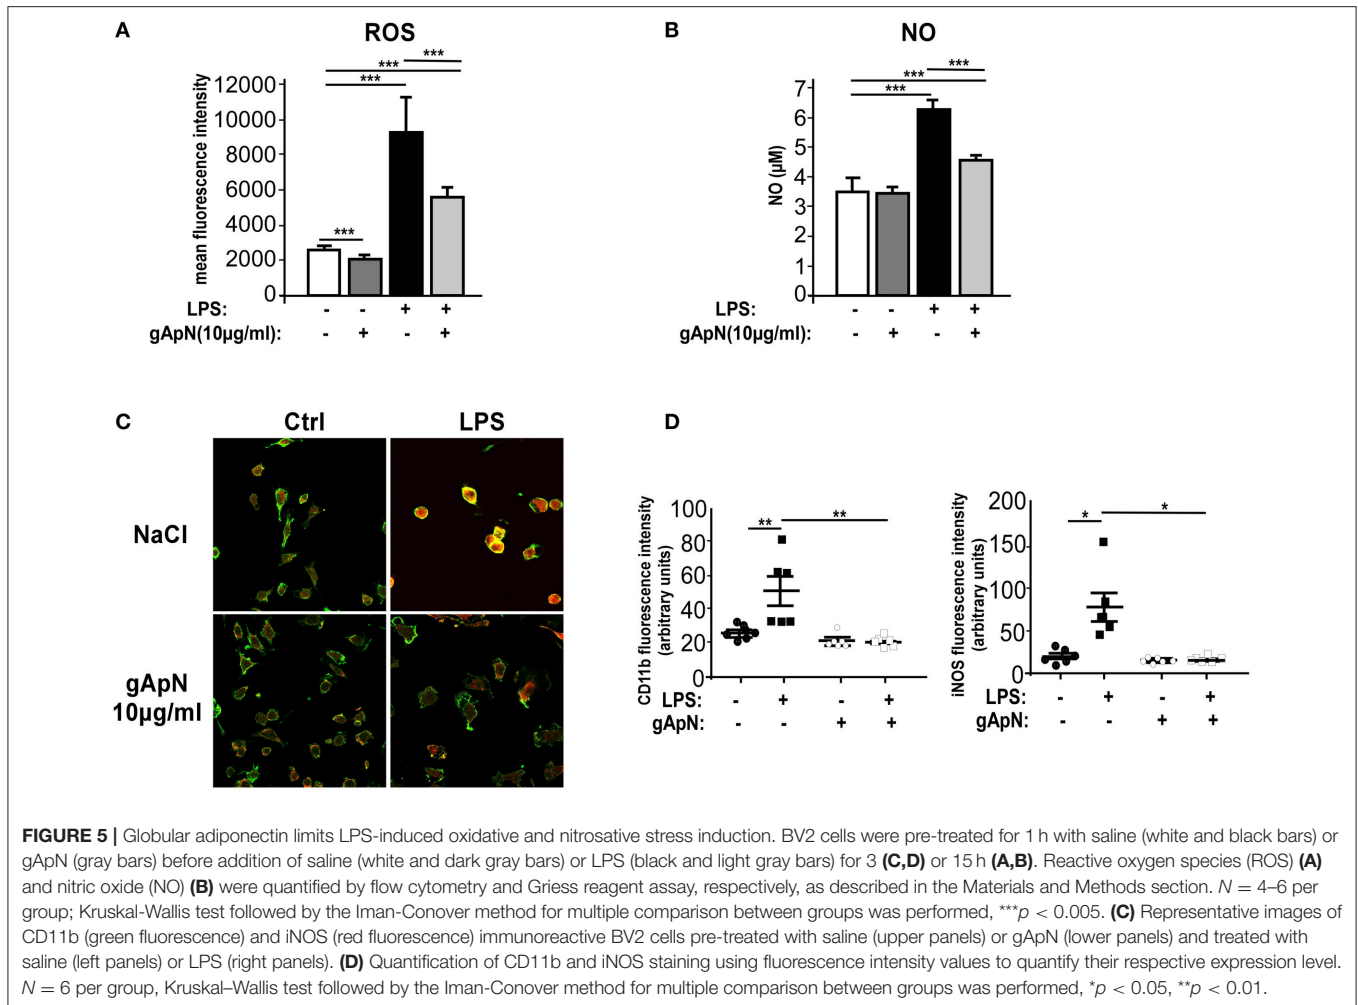 A
ROS
***
***
***
mean fluorescence intensity
12000
10000
8000
6000
4000
2000
0
***
LPS: - - + +
gApN(10µg/ml): - + - +
B
NO
***
***
***
NO (µM)
7
6
5
4
3
2
1
0
LPS: - - + +
gApN(10µg/ml): - + - +
C
Ctrl LPS
NaCl
gApN
10µg/ml
D
CD11b fluorescence intensity
(arbitrary units)
100
80
60
40
20
0
** **
LPS: - + - +
gApN: - - + +
iNOS fluorescence intensity
(arbitrary units)
200
150
100
50
0
* *
LPS: - + - +
gApN: - - + +
FIGURE 5 | Globular adiponectin limits LPS-induced oxidative and nitrosative stress induction. BV2 cells were pre-treated for 1 h with saline (white and black bars) or
gApN (gray bars) before addition of saline (white and dark gray bars) or LPS (black and light gray bars) for 3 (C,D) or 15 h (A,B). Reactive oxygen species (ROS) (A)
and nitric oxide (NO) (B) were quantified by flow cytometry and Griess reagent assay, respectively, as described in the Materials and Methods section. N = 4–6 per
group; Kruskal-Wallis test followed by the Iman-Conover method for multiple comparison between groups was performed, ***p < 0.005. (C) Representative images of
CD11b (green fluorescence) and iNOS (red fluorescence) immunoreactive BV2 cells pre-treated with saline (upper panels) or gApN (lower panels) and treated with
saline (left panels) or LPS (right panels). (D) Quantification of CD11b and iNOS staining using fluorescence intensity values to quantify their respective expression level.
N = 6 per group, Kruskal–Wallis test followed by the Iman-Conover method for multiple comparison between groups was performed, *p < 0.05, **p < 0.01.